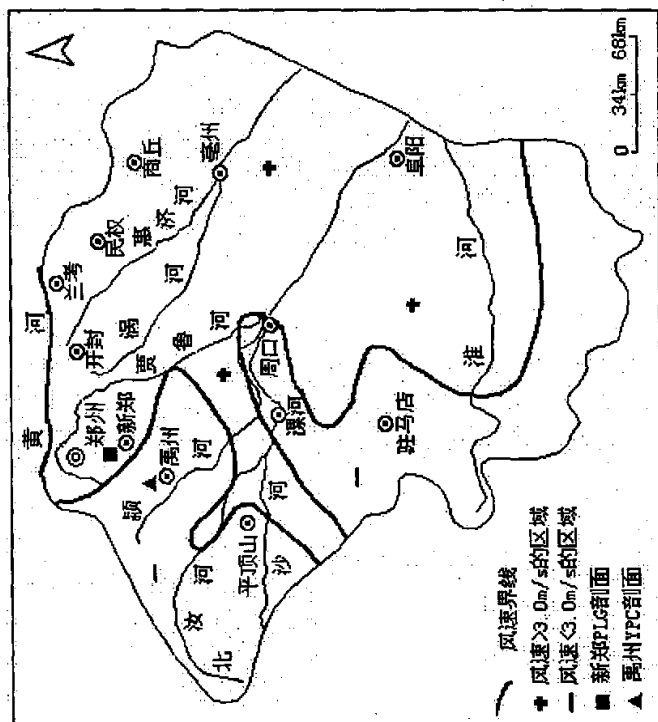 黄
河
兰考
开封
民权
商丘
郑州
新郑
惠
济
河
涡
河
亳州
贾
鲁
河
禹州
颍
河
汝
河
北
平顶山
沙
河
漯河
周口
阜阳
驻马店
淮
河
风速界线
风速>3.0m/s的区域
风速<3.0m/s的区域
新郑PLG剖面
禹州YPC剖面
0 34km 68km